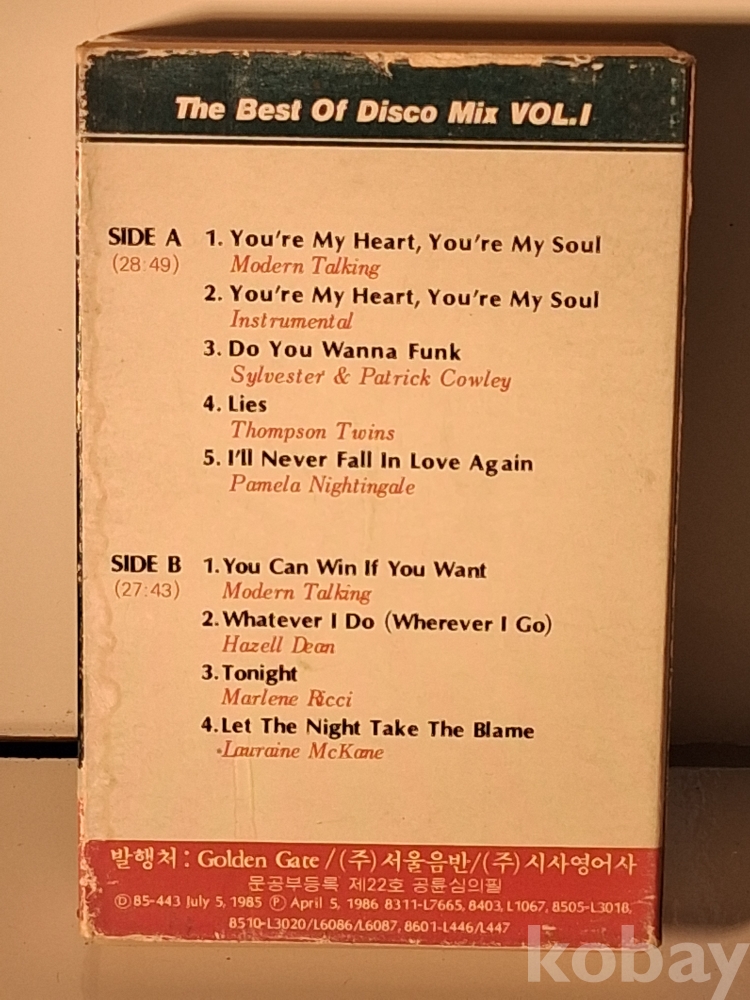 The Best Of Disco Mix VOL.I
SIDE A 1. You're My Heart, You're My Soul
(28:49) Modern Talking
2. You're My Heart, You're My Soul
Instrumental
3. Do You Wanna Funk
Sylvester & Patrick Cowley
4. Lies
Thompson Twins
5. I'll Never Fall In Love Again
Pamela Nightingale
SIDE B 1. You Can Win If You Want
(27:43) Modern Talking
2. Whatever I Do (Wherever I Go)
Hazell Dean
3. Tonight
Marlene Ricci
4. Let The Night Take The Blame
Lauraine McKane
발행처 : Golden Gate / (주) 서울음반 / (주) 시사영어사
문공부등록 제22호 공륜심의필
Ⓓ 85-443 July 5, 1985 Ⓟ April 5, 1986 8311-L7665, 8403, L1067, 8505-L3018,
8510-L3020/L6086/L6087, 8601-L446/L447
kobay